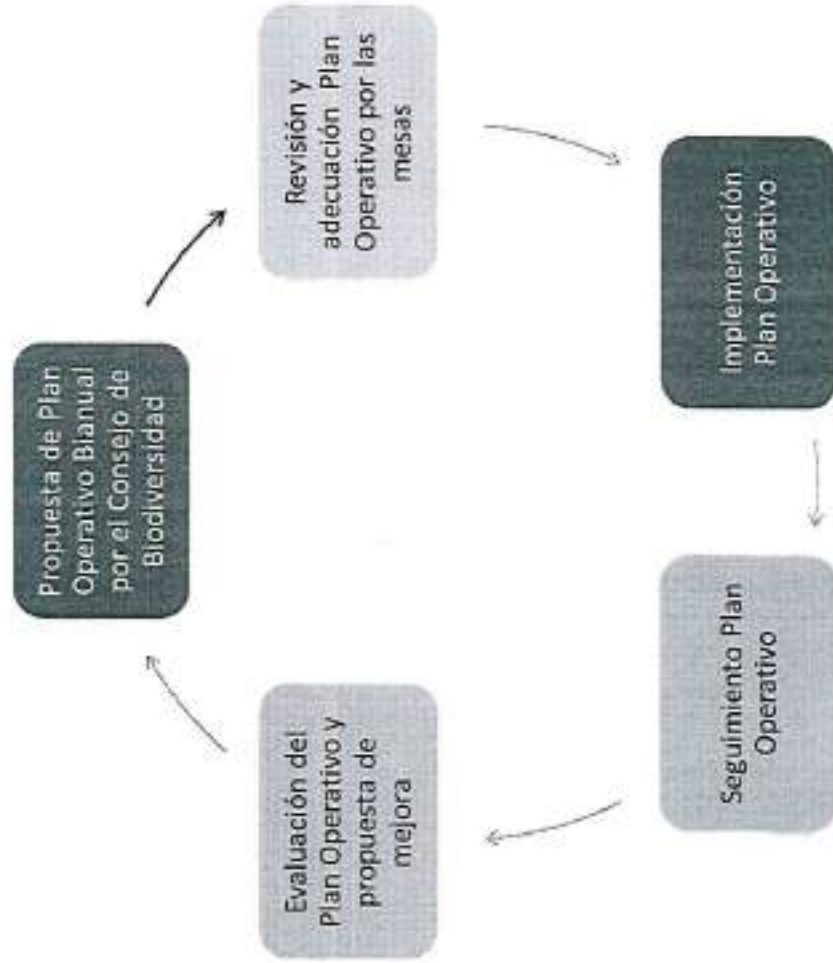 Propuesta de Plan
Operativo Bianual
por el Consejo de
Biodiversidad
Revisión y
adecuación Plan
Operativo por las
mesas
Implementación
Plan Operativo
Seguimiento Plan
Operativo
Evaluación del
Plan Operativo y
propuesta de
mejora